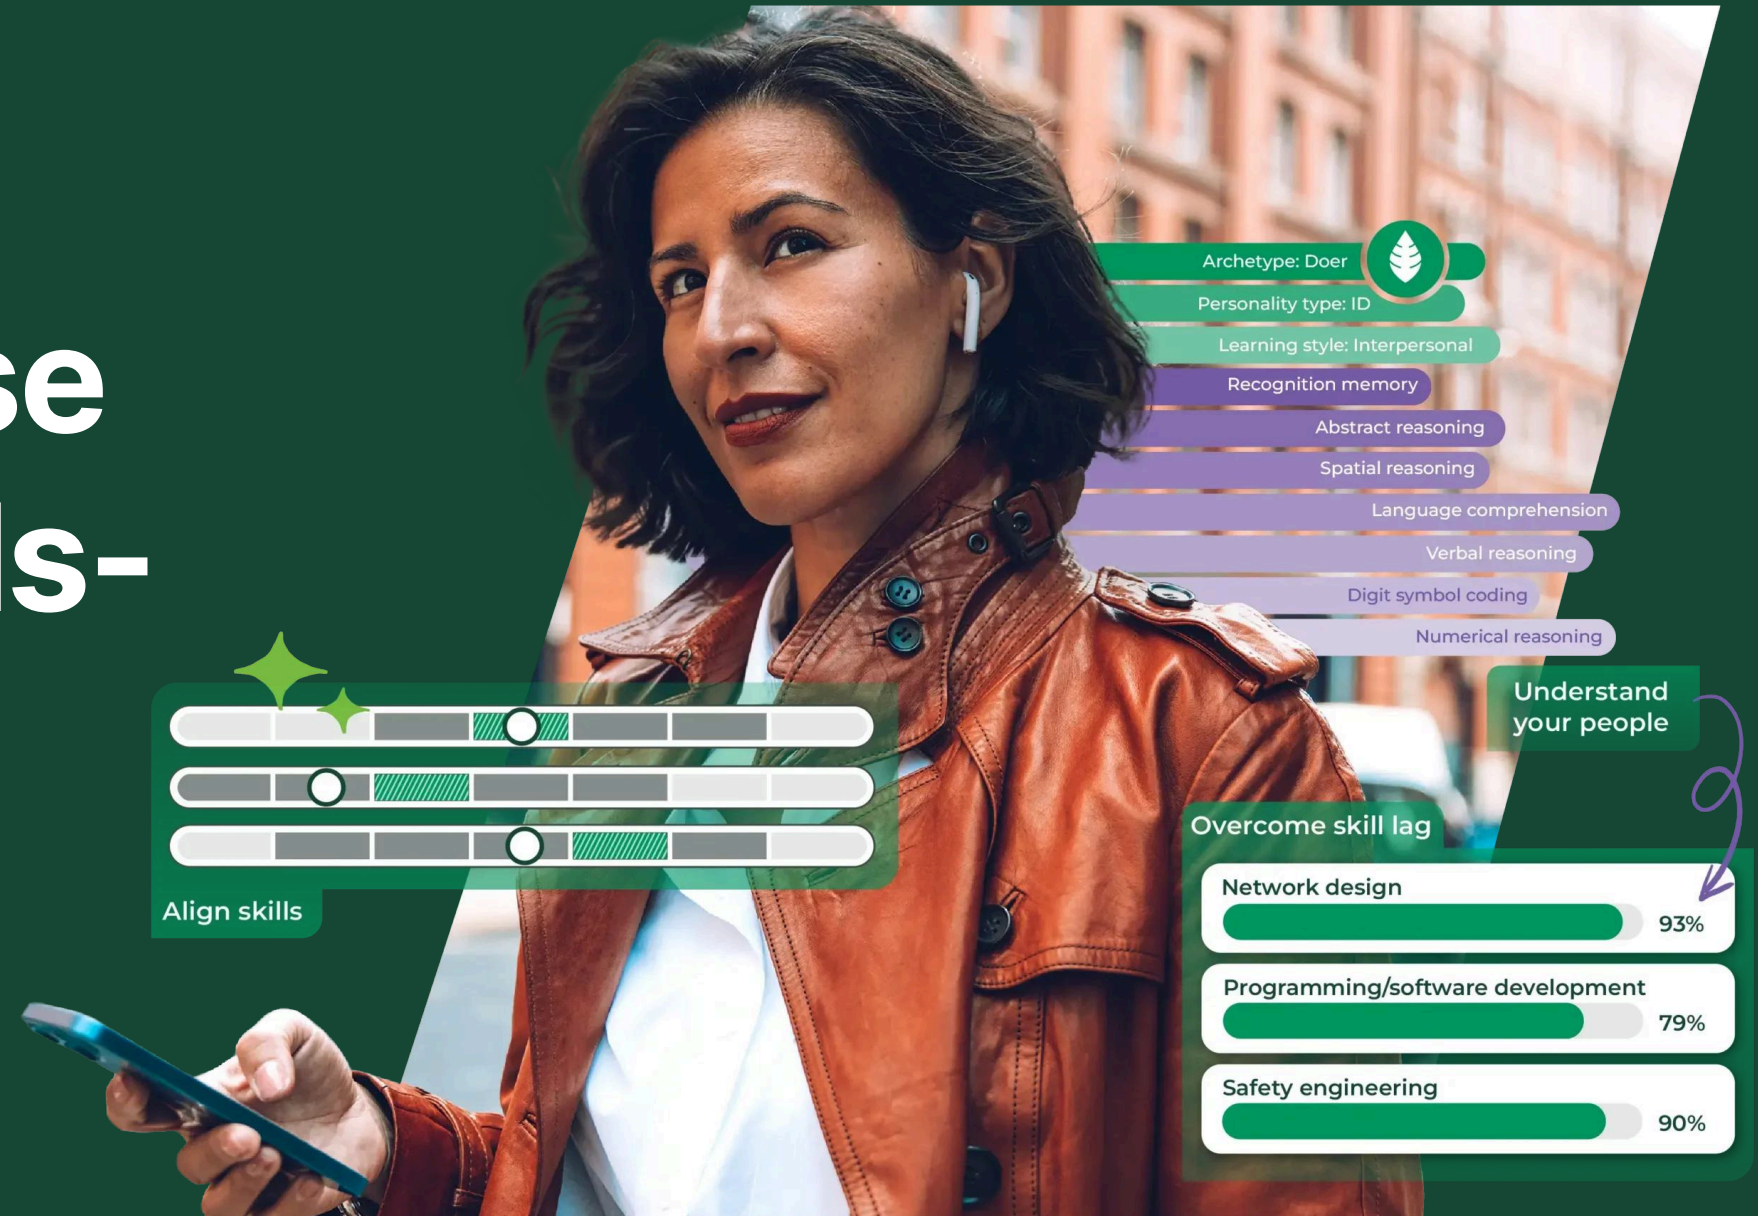 se
ls-
Archetype: Doer
Personality type: ID
Learning style: Interpersonal
Recognition memory
Abstract reasoning
Spatial reasoning
Language comprehension
Verbal reasoning
Digit symbol coding
Numerical reasoning
Understand
your people
Align skills
Overcome skill lag
Network design
93%
Programming/software development
79%
Safety engineering
90%